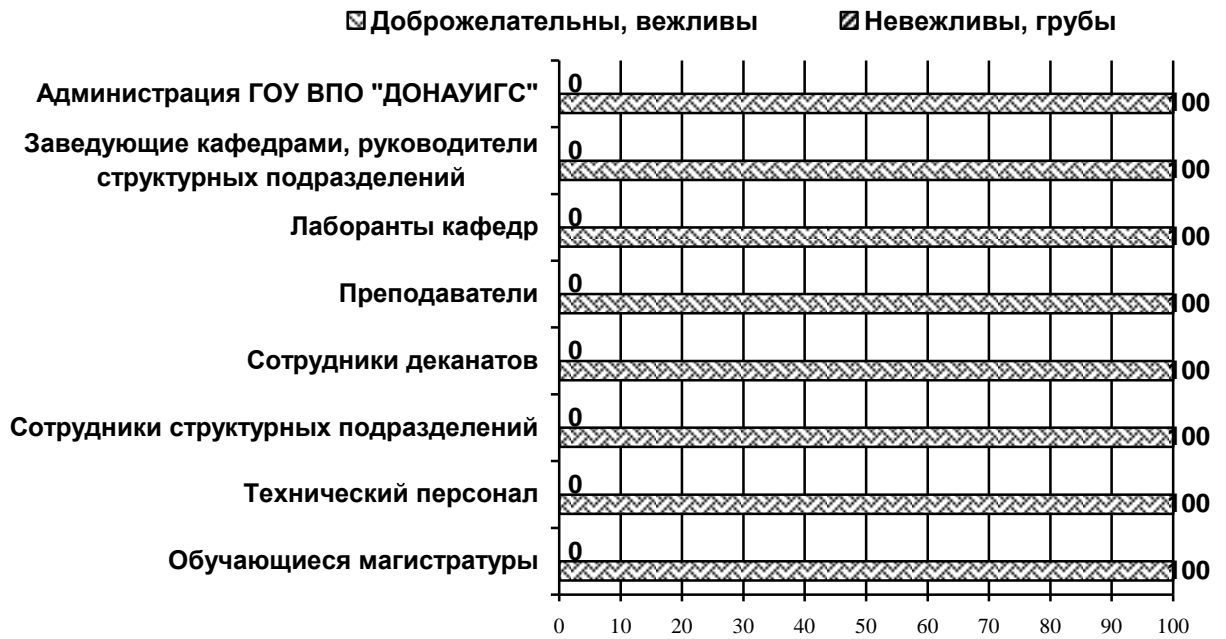 Доброжелательны, вежливы Невежливы, грубы
0
Администрация ГОУ ВПО "ДОНАУИГС"
100
Заведующие кафедрами, руководители
структурных подразделений
0
100
Лаборанты кафедр
0
100
Преподаватели
0
100
Сотрудники деканатов
0
100
Сотрудники структурных подразделений
0
100
Технический персонал
0
100
Обучающиеся магистратуры
0
100
0 10 20 30 40 50 60 70 80 90 100